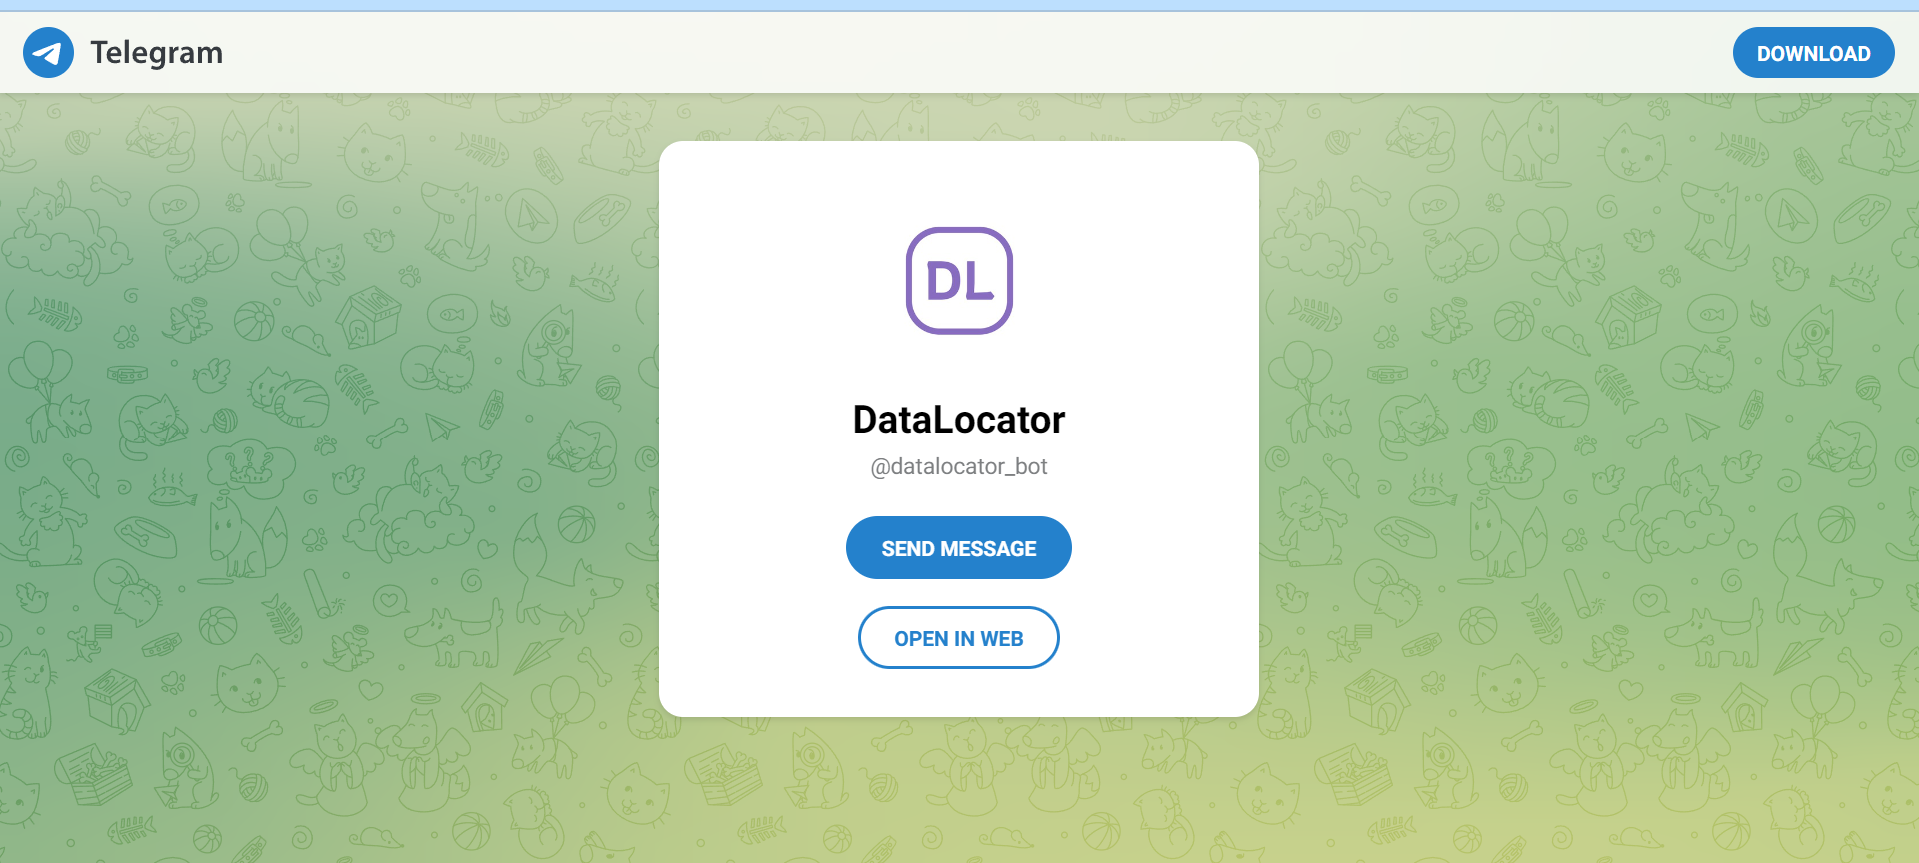 Telegram
DOWNLOAD
DL
DataLocator
@datalocator_bot
SEND MESSAGE
OPEN IN WEB